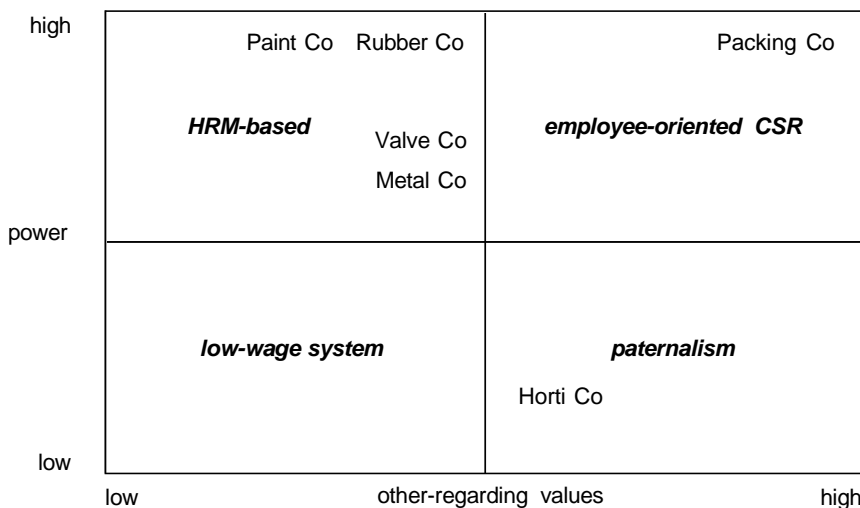 high
Paint Co Rubber Co Packing Co
HRM-based employee-oriented CSR
Valve Co
Metal Co
power
low-wage system paternalism
Horti Co
low
low other-regarding values high